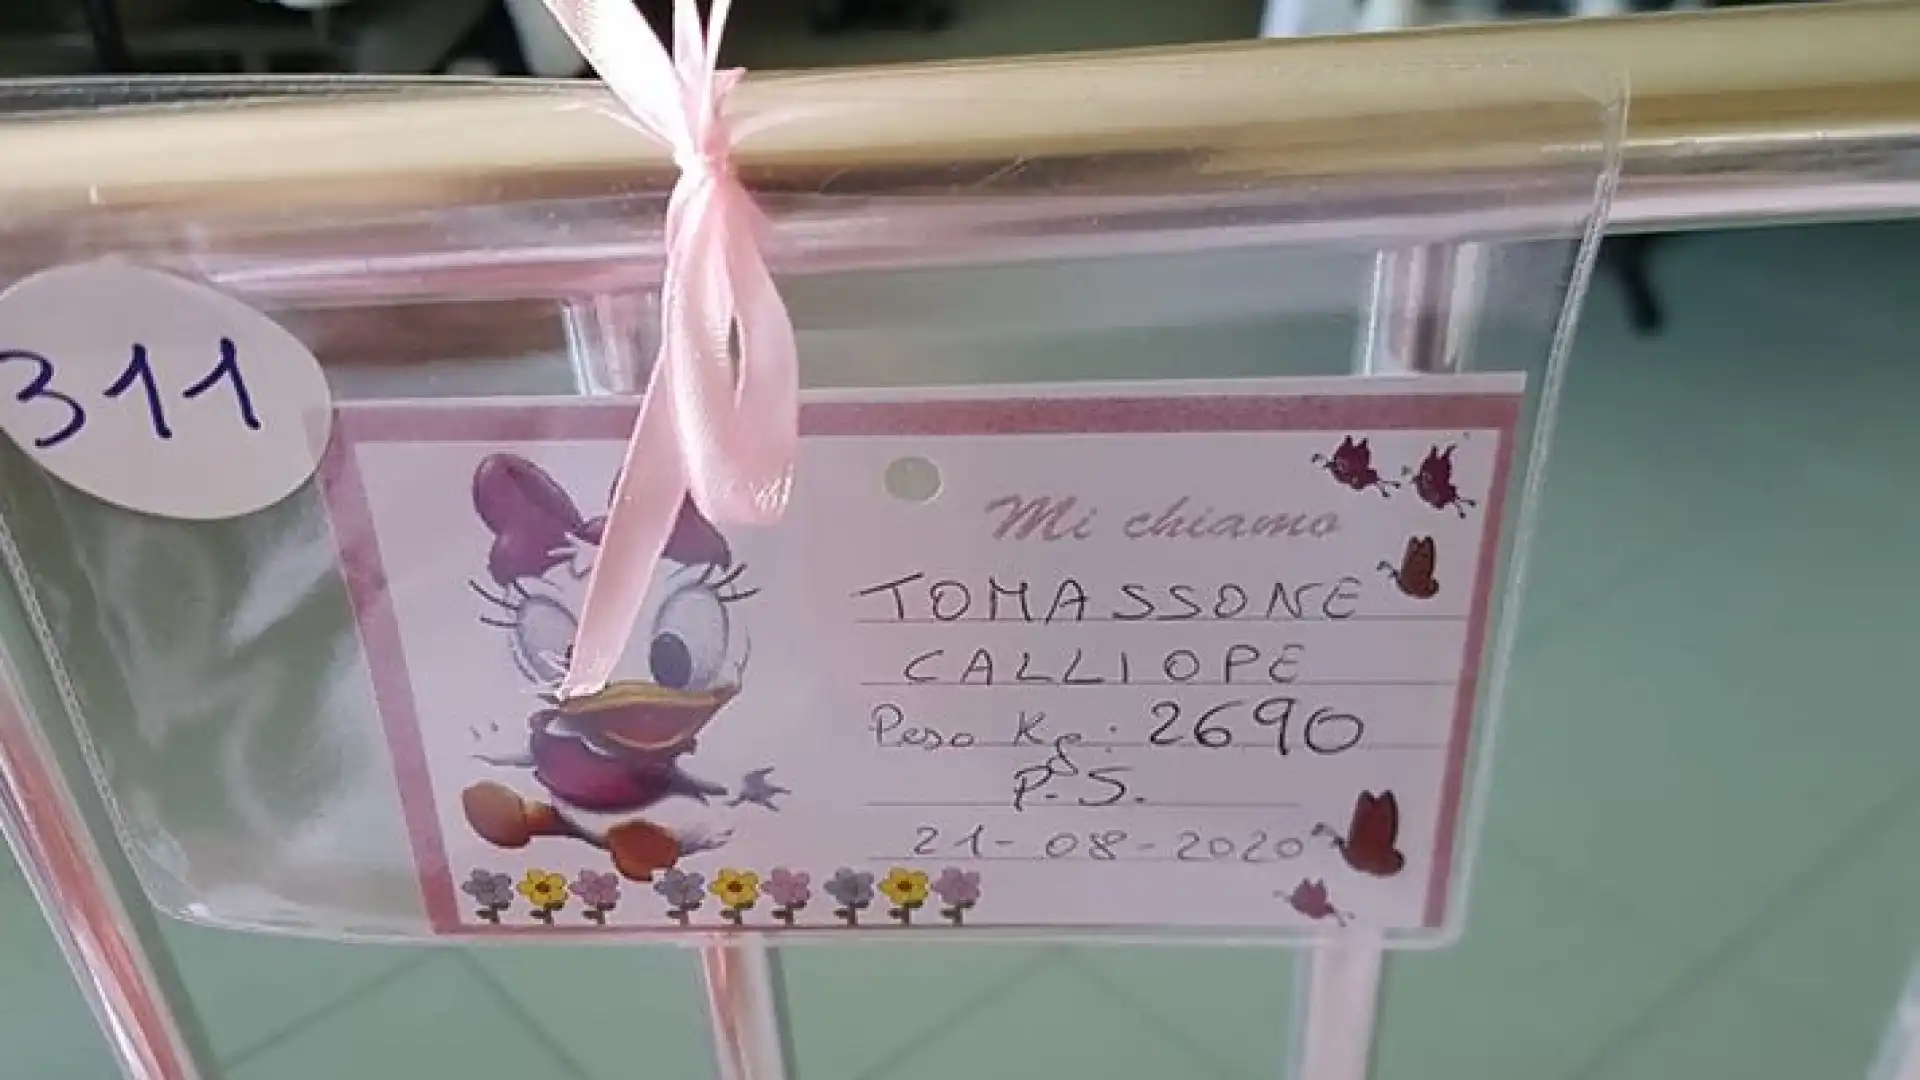 311
Mi chiamo
TOMASSONE
CALLIOPE
Peso Kg: 2690
P.S.
21-08-2020